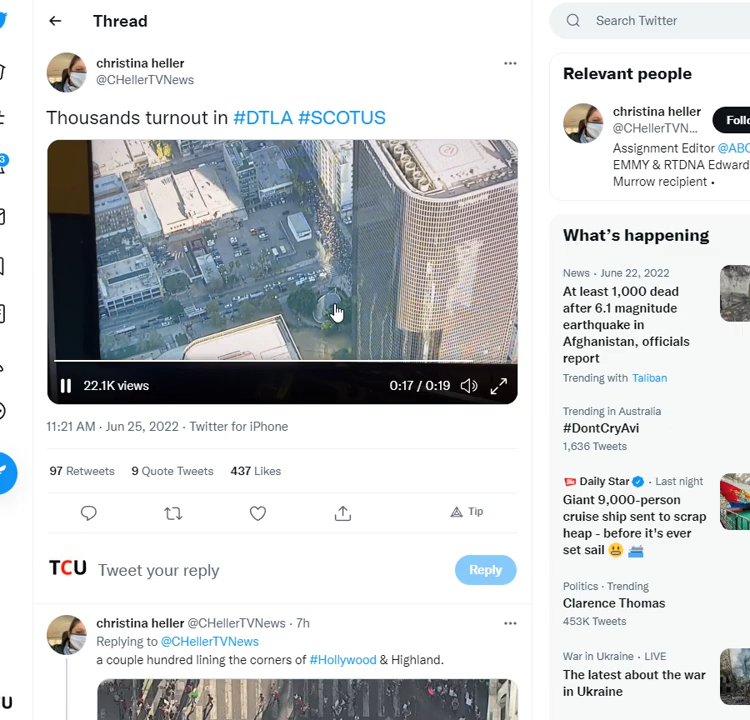 Thread
christina heller
@CHellerTVNews
Thousands turnout in #DTLA #SCOTUS
22.1K views
0:17 / 0:19
11:21 AM · Jun 25, 2022 · Twitter for iPhone
97 Retweets 9 Quote Tweets 437 Likes
Tip
TCU Tweet your reply
Reply
christina heller @CHellerTVNews · 7h
Replying to @CHellerTVNews
a couple hundred lining the corners of #Hollywood & Highland.
Search Twitter
Relevant people
christina heller
@CHellerTVN...
Follo
Assignment Editor @ABC
EMMY & RTDNA Edward
Murrow recipient •
What's happening
News · June 22, 2022
At least 1,000 dead
after 6.1 magnitude
earthquake in
Afghanistan, officials
report
Trending with Taliban
Trending in Australia
#DontCryAvi
1,636 Tweets
Daily Star · Last night
Giant 9,000-person
cruise ship sent to scrap
heap - before it's ever
set sail 😫 🚢
Politics · Trending
Clarence Thomas
453K Tweets
War in Ukraine · LIVE
The latest about the war
in Ukraine